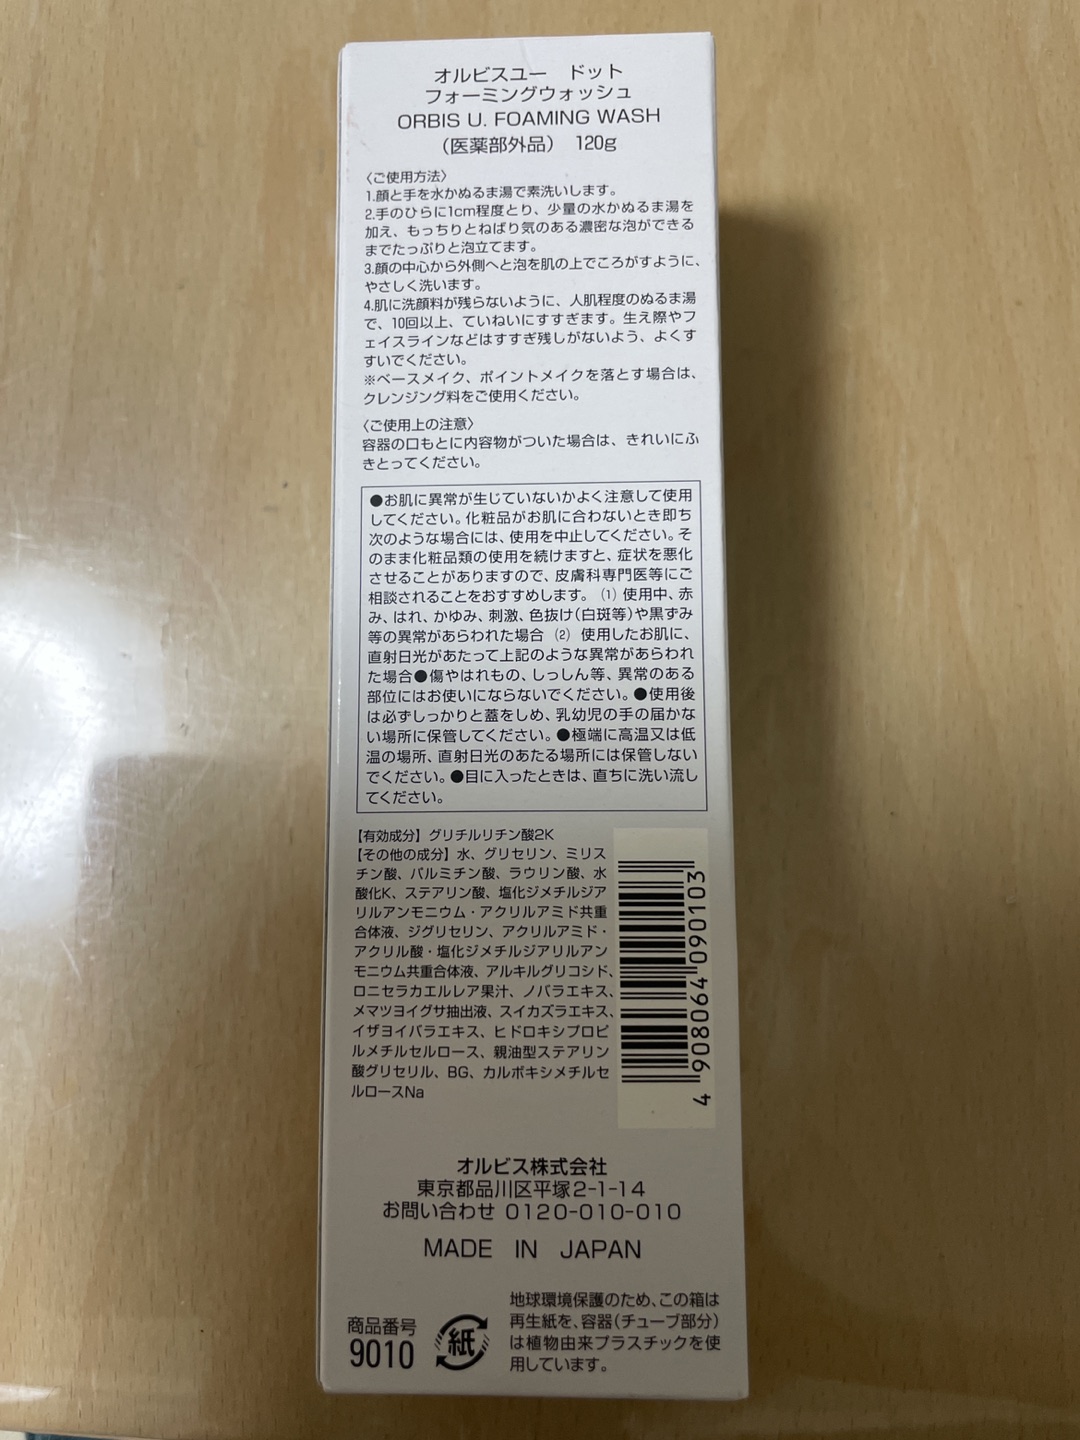 オルビスユー　ドット
フォーミングウォッシュ
ORBIS U. FOAMING WASH
（医薬部外品）　120g
〈ご使用方法〉
1.顔と手を水かぬるま湯で素洗いします。
2.手のひらに1cm程度とり、少量の水かぬるま湯を
加え、もっちりとねばり気のある濃密な泡ができる
までたっぷりと泡立てます。
3.顔の中心から外側へと泡を肌の上でころがすように、
やさしく洗います。
4.肌に洗顔料が残らないように、人肌程度のぬるま湯
で、10回以上、ていねいにすすぎます。生え際やフ
ェイスラインなどはすすぎ残しがないよう、よくす
すいでください。
※ベースメイク、ポイントメイクを落とす場合は、
クレンジング料をご使用ください。
〈ご使用上の注意〉
容器の口もとに内容物がついた場合は、きれいにふ
きとってください。
●お肌に異常が生じていないかよく注意して使用
してください。化粧品がお肌に合わないとき即ち
次のような場合には、使用を中止してください。そ
のまま化粧品類の使用を続けますと、症状を悪化
させることがありますので、皮膚科専門医等にご
相談されることをおすすめします。（1）使用中、赤
み、はれ、かゆみ、刺激、色抜け（白斑等）や黒ずみ
等の異常があらわれた場合（2）使用したお肌に、
直射日光があたって上記のような異常があらわれ
た場合●傷やはれもの、しっしん等、異常のある
部位にはお使いにならないでください。●使用後
は必ずしっかりと蓋をしめ、乳幼児の手の届かな
い場所に保管してください。●極端に高温又は低
温の場所、直射日光のあたる場所には保管しない
でください。●目に入ったときは、直ちに洗い流し
てください。
【有効成分】グリチルリチン酸2K
【その他の成分】水、グリセリン、ミリス
チン酸、パルミチン酸、ラウリン酸、水
酸化K、ステアリン酸、塩化ジメチルジア
リルアンモニウム・アクリルアミド共重
合体液、ジグリセリン、アクリルアミド・
アクリル酸・塩化ジメチルジアリルアン
モニウム共重合体液、アルキルグリコシド、
ロニセラカエルレア果汁、ノバラエキス、
メマツヨイグサ抽出液、スイカズラエキス、
イザヨイバラエキス、ヒドロキシプロピ
ルメチルセルロース、親油型ステアリン
酸グリセリル、BG、カルボキシメチルセ
ルロースNa
4 908064 090103
オルビス株式会社
東京都品川区平塚2-1-14
お問い合わせ 0120-010-010
MADE IN JAPAN
商品番号
9010
紙
地球環境保護のため、この箱は
再生紙を、容器（チューブ部分）
は植物由来プラスチックを使
用しています。